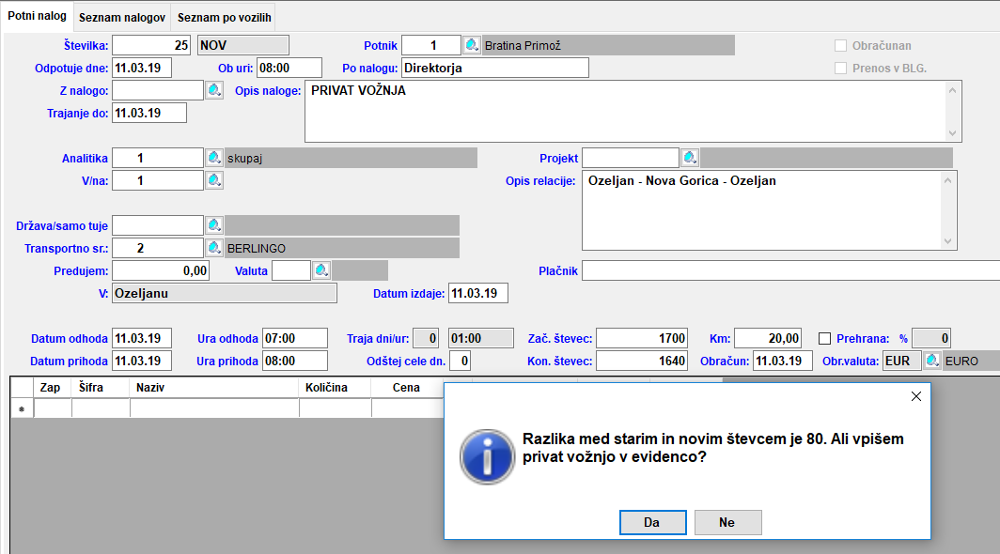 Potni nalog Seznam nalogov Seznam po vozilih
Številka: 25 NOV Potnik 1 Bratina Primož Obračunan
Odpotuje dne: 11.03.19 Ob uri: 08:00 Po nalogu: Direktorja Prenos v BLG.
Z nalogo: Opis naloge: PRIVAT VOŽNJA
Trajanje do: 11.03.19
Analitika 1 skupaj Projekt
V/na: 1 Opis relacije: Ozeljan - Nova Gorica - Ozeljan
Država/samo tuje
Transportno sr.: 2 BERLINGO
Predujem: 0,00 Valuta Plačnik
V: Ozeljanu Datum izdaje: 11.03.19
Datum odhoda 11.03.19 Ura odhoda 07:00 Traja dni/ur: 0 01:00 Zač. števec: 1700 Km: 20,00 Prehrana: % 0
Datum prihoda 11.03.19 Ura prihoda 08:00 Odštej cele dn. 0 Kon. števec: 1640 Obračun: 11.03.19 Obr.valuta: EUR EURO
Zap Šifra Naziv Količina Cena
Razlika med starim in novim števcem je 80. Ali vpišem
privat vožnjo v evidenco?
Da Ne